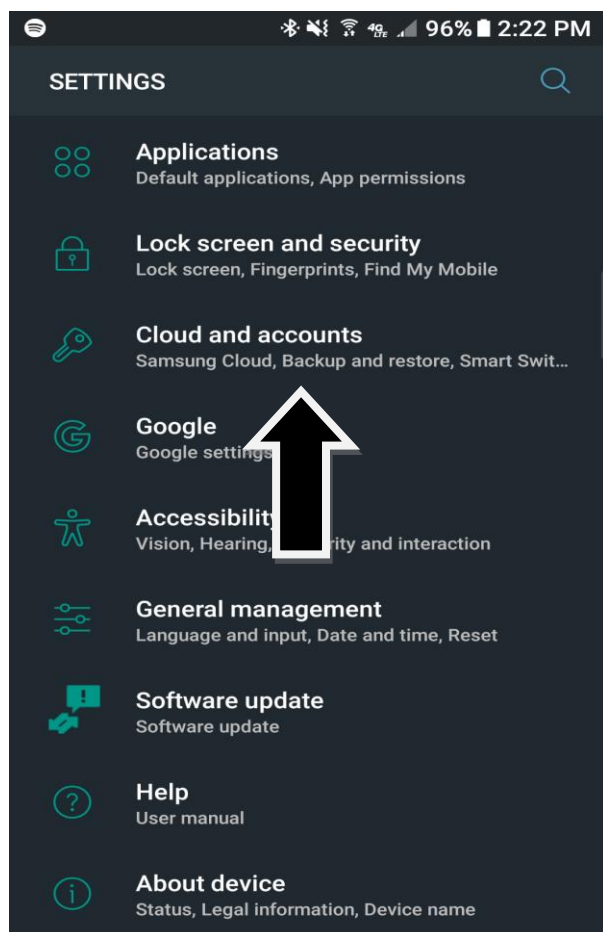 96% 2:22 PM
SETTINGS
Applications
Default applications, App permissions
Lock screen and security
Lock screen, Fingerprints, Find My Mobile
Cloud and accounts
Samsung Cloud, Backup and restore, Smart Swit...
Google
Google settings
Accessibility
Vision, Hearing, rity and interaction
General management
Language and input, Date and time, Reset
Software update
Software update
Help
User manual
About device
Status, Legal information, Device name